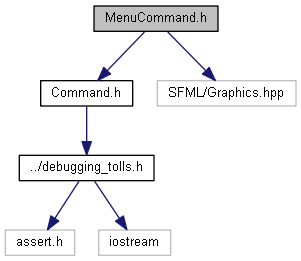 MenuCommand.h
Command.h
SFML/Graphics.hpp
../debugging_tolls.h
assert.h
iostream